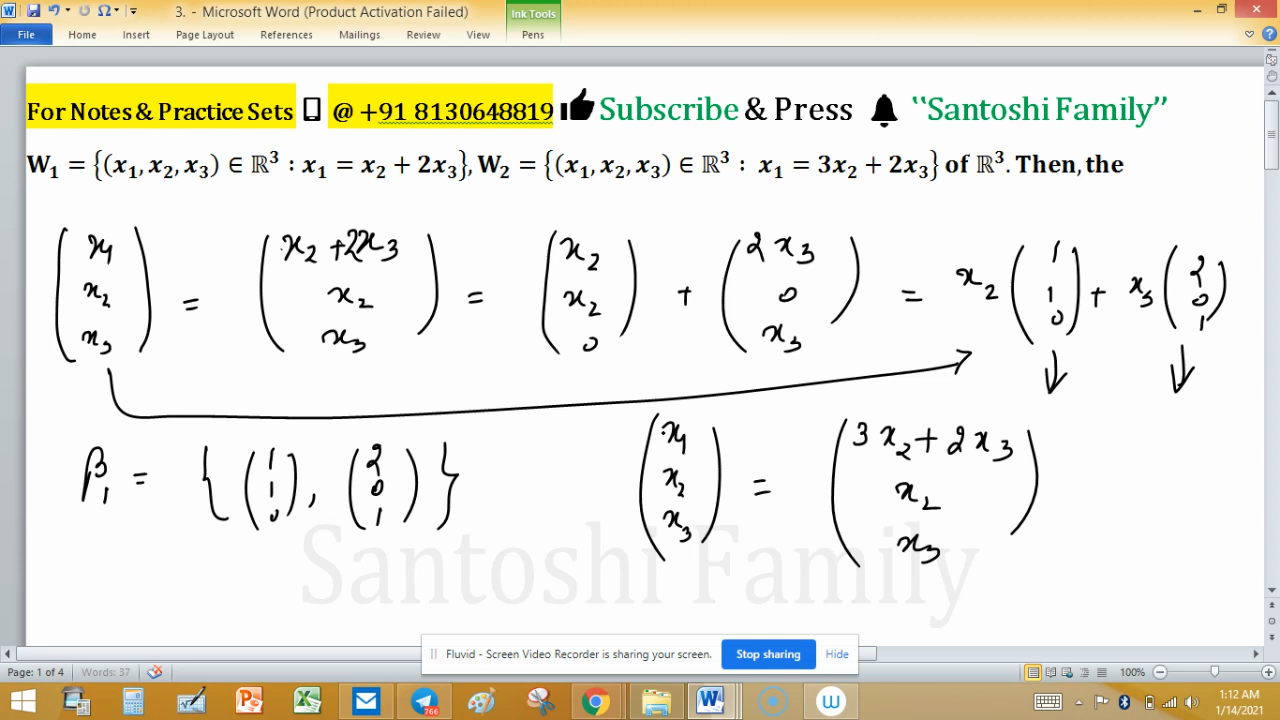 3. - Microsoft Word (Product Activation Failed)
Ink Tools
File Home Insert Page Layout References Mailings Review View Pens
For Notes & Practice Sets @ +91 8130648819 Subscribe & Press ‘‘Santoshi Family’’
W₁ = {(x₁, x₂, x₃) ∈ ℝ³ : x₁ = x₂ + 2x₃}, W₂ = {(x₁, x₂, x₃) ∈ ℝ³ : x₁ = 3x₂ + 2x₃} of ℝ³. Then, the
x₁ x₂ + 2x₃ x₂ 2x₃ 1 2
x₂ = x₂ = x₂ + 0 = x₂ 1 + x₃ 0
x₃ x₃ 0 x₃ 0 1
β₁ = { (1 1 0), (2 0 1) }
x₁ 3x₂ + 2x₃
x₂ = x₂
x₃ x₃
Santoshi Family
Fluvid - Screen Video Recorder is sharing your screen. Stop sharing Hide
Page: 1 of 4 Words: 37 100%
766
W
1:12 AM
1/14/2021